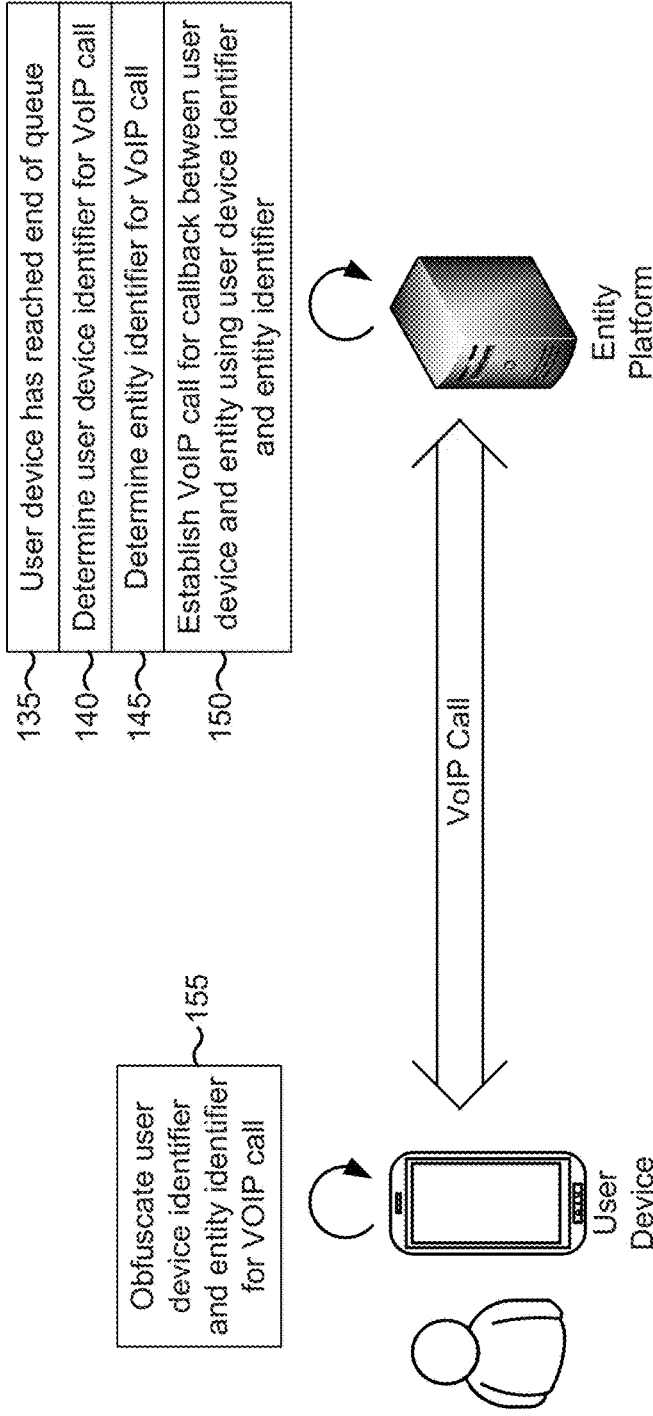 135
User device has reached end of queue
140
Determine user device identifier for VoIP call
145
Determine entity identifier for VoIP call
150
Establish VoIP call for callback between user
device and entity using user device identifier
and entity identifier
Obfuscate user
device identifier
and entity identifier
for VOIP call
155
VoIP Call
User
Device
Entity
Platform